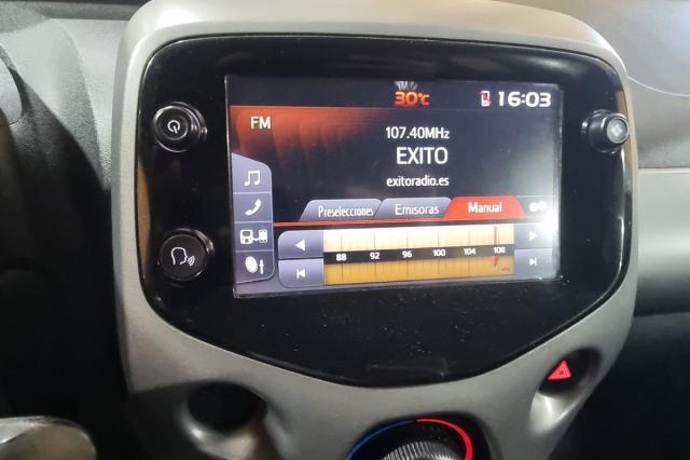 30°C
16:03
FM
107.40MHz
EXITO
exitoradio.es
Preselecciones Emisoras Manual
88 92 96 100 104 108